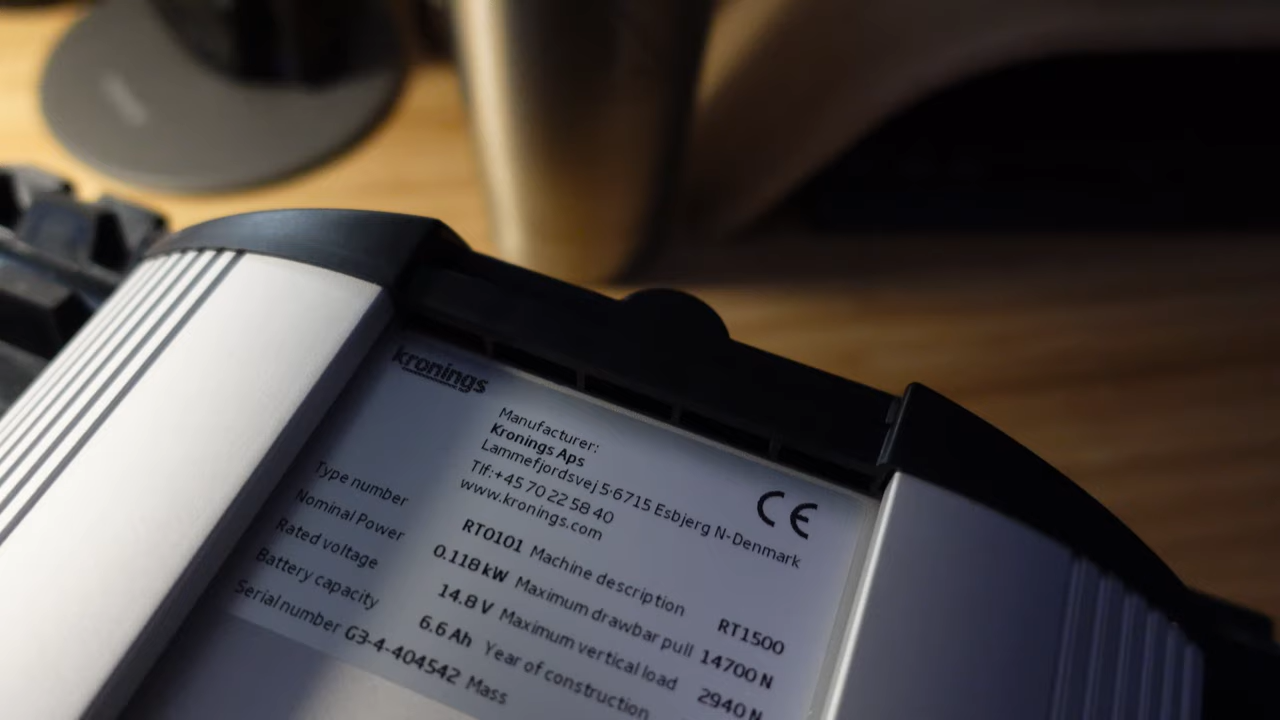 kronings
Manufacturer:
Kronings Aps
Lammefjordsvej 5·6715 Esbjerg N-Denmark
Tlf:+45 70 22 58 40
www.kronings.com
CE
Type number RT0101 Machine description RT1500
Nominal Power 0.118 kW Maximum drawbar pull 14700 N
Rated voltage 14.8 V Maximum vertical load 2940 N
Battery capacity 6.6 Ah Year of construction
Serial number G3-4-404542 Mass